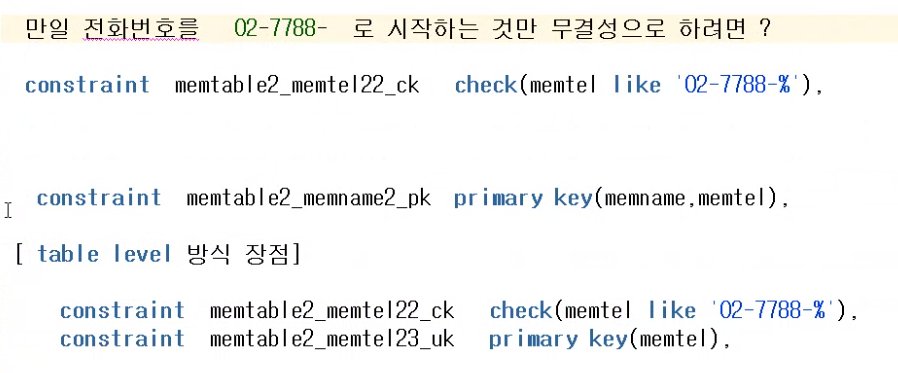 만일 전화번호를 02-7788- 로 시작하는 것만 무결성으로 하려면 ?
constraint memtable2_memtel22_ck check(memtel like '02-7788-%'),
constraint memtable2_memname2_pk primary key(memname,memtel),
[ table level 방식 장점]
constraint memtable2_memtel22_ck check(memtel like '02-7788-%'),
constraint memtable2_memtel23_uk primary key(memtel),